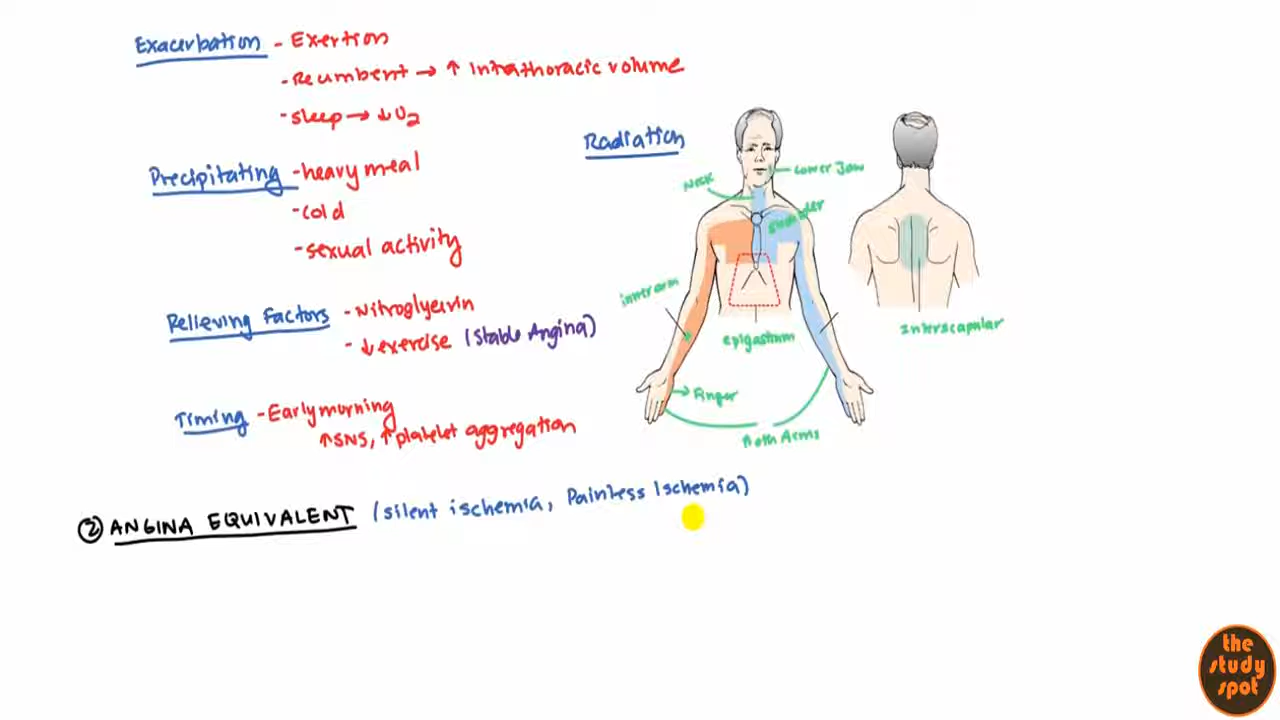 Exacerbation - Exertion
- Reumbent → ↑ Intrathoracic volume
- sleep → ↓ O2
Precipitating - heavy meal
- cold
- sexual activity
Relieving Factors - Nitroglycerin
- ↓ exercise (Stable Angina)
Timing - Early morning
↑ SNS, ↑ platelet aggregation
Radiation
Neck
Lower Jaw
shoulder
inner arm
epigastrium
Finger
Both Arms
Interscapular
② ANGINA EQUIVALENT (silent ischemia, Painless Ischemia)
the
study
spot